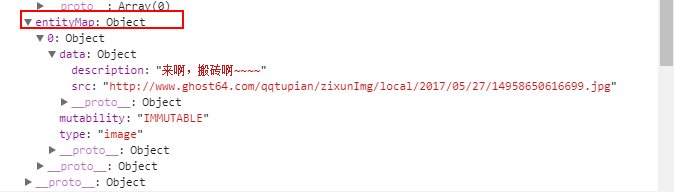 ▶ __proto__: Array(0)
▼ entityMap: Object
▼ 0: Object
▼ data: Object
description: "来啊，搬砖啊~~~~"
src: "http://www.ghost64.com/qqtupian/zixunImg/local/2017/05/27/14958650616699.jpg"
▶ __proto__: Object
mutability: "IMMUTABLE"
type: "image"
▶ __proto__: Object
▶ __proto__: Object
▶ __proto__: Object